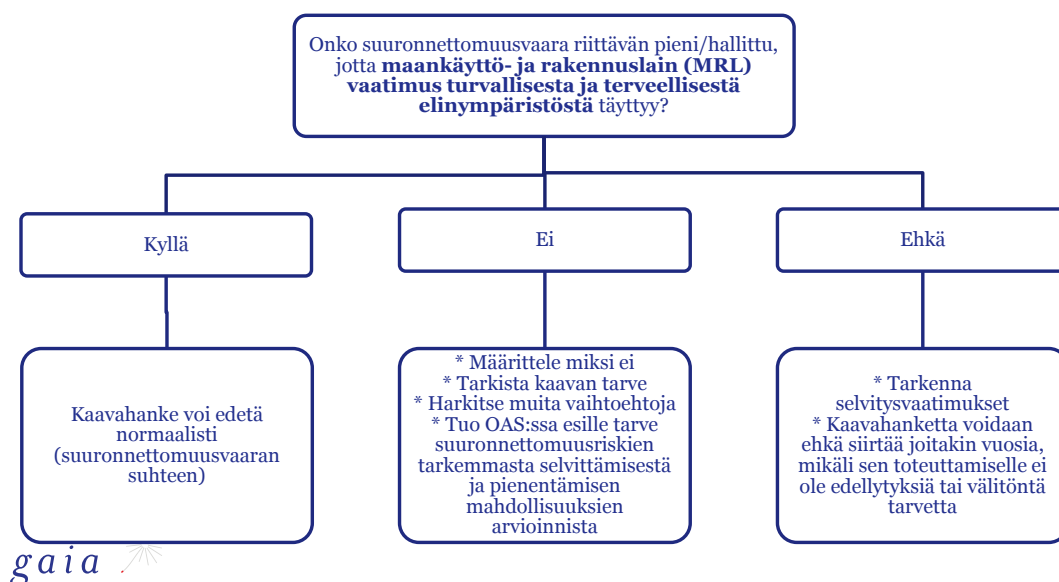 Onko suuronnettomuusvaara riittävän pieni/hallittu,
jotta maankäyttö- ja rakennuslain (MRL)
vaatimus turvallisesta ja terveellisestä
elinympäristöstä täyttyy?
Kyllä
Ei
Ehkä
Kaavahanke voi edetä
normaalisti
(suuronnettomuusvaaran
suhteen)
* Määrittele miksi ei
* Tarkista kaavan tarve
* Harkitse muita vaihtoehtoja
* Tuo OAS:ssa esille tarve
suuronnettomuusriskien
tarkemmasta selvittämisestä
ja pienentämisen
mahdollisuuksien
arvioinnista
* Tarkenna
selvitysvaatimukset
* Kaavahanketta voidaan
ehkä siirtää joitakin vuosia,
mikäli sen toteuttamiselle ei
ole edellytyksiä tai välitöntä
tarvetta
gaia